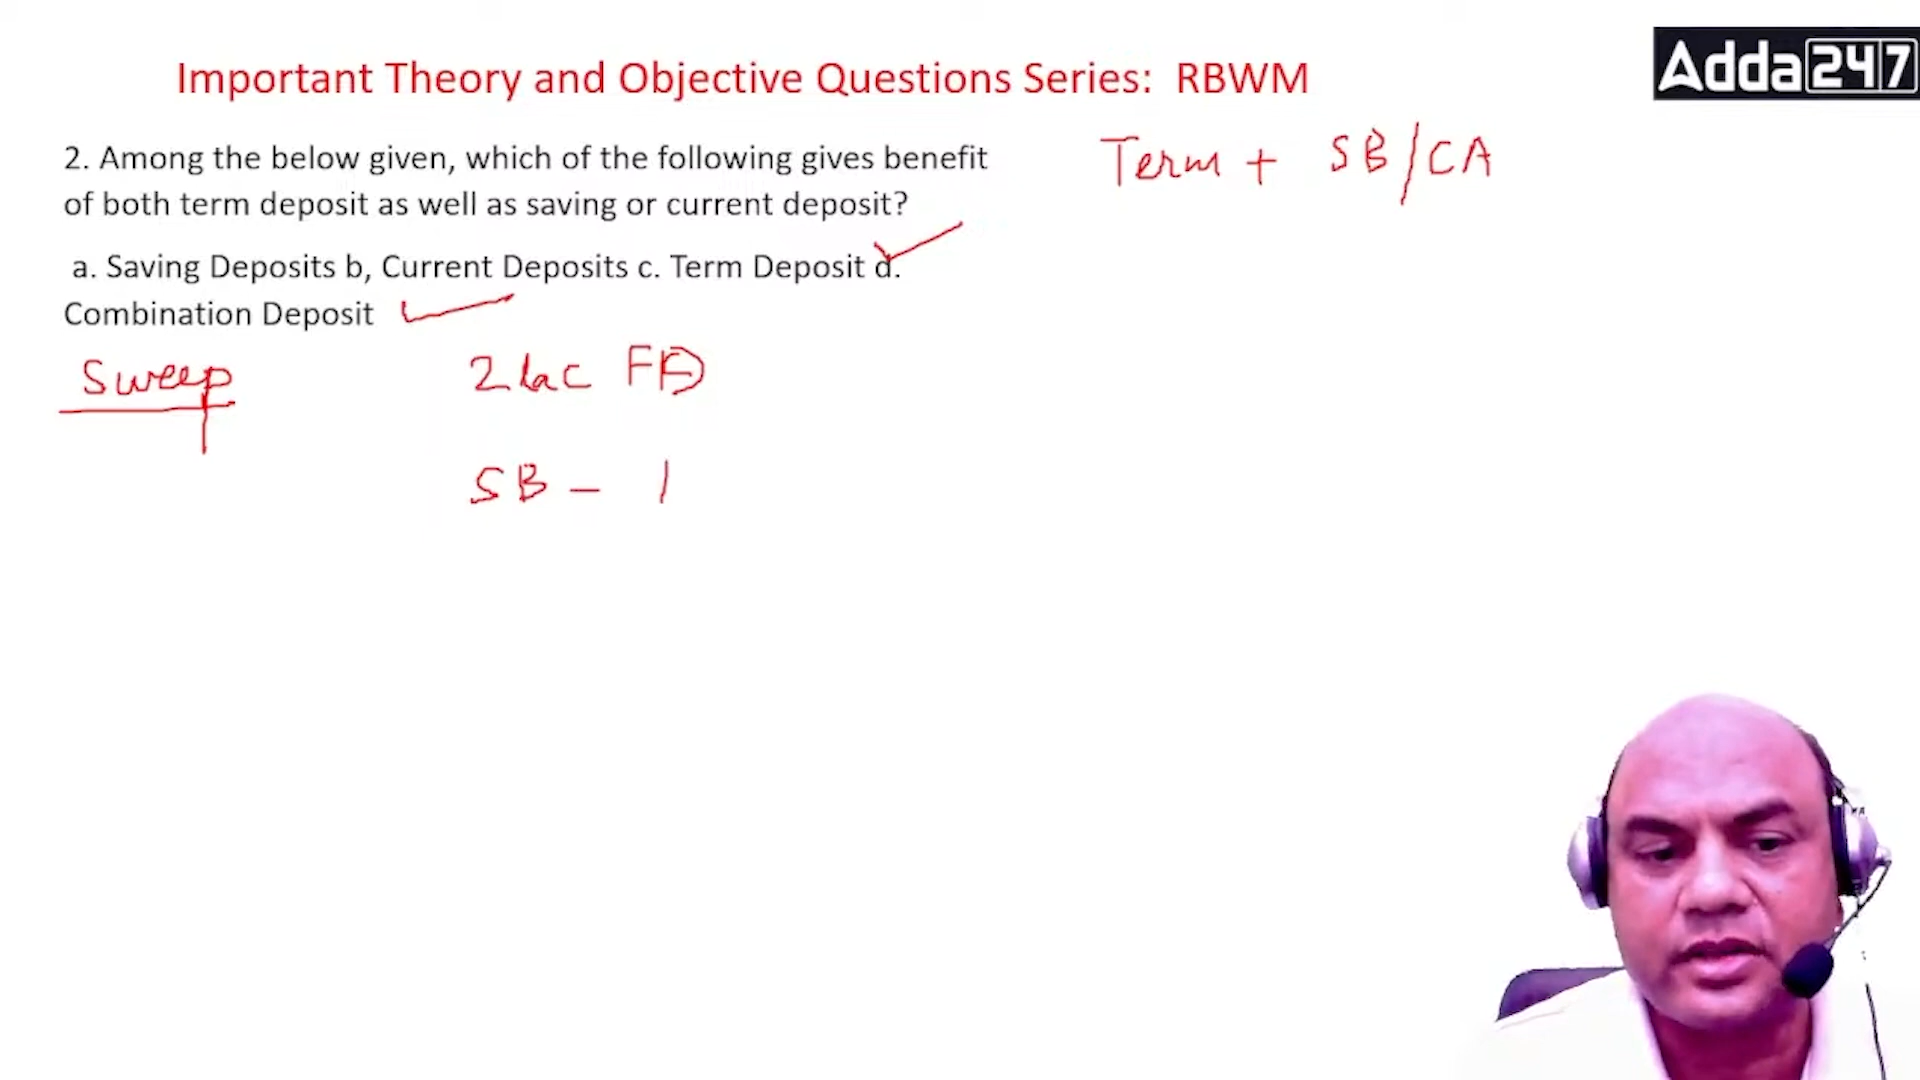 Adda247
Important Theory and Objective Questions Series: RBWM
2. Among the below given, which of the following gives benefit
of both term deposit as well as saving or current deposit?
a. Saving Deposits b, Current Deposits c. Term Deposit d.
Combination Deposit
Term + SB/CA
Sweep
2 lac FD
SB - 1